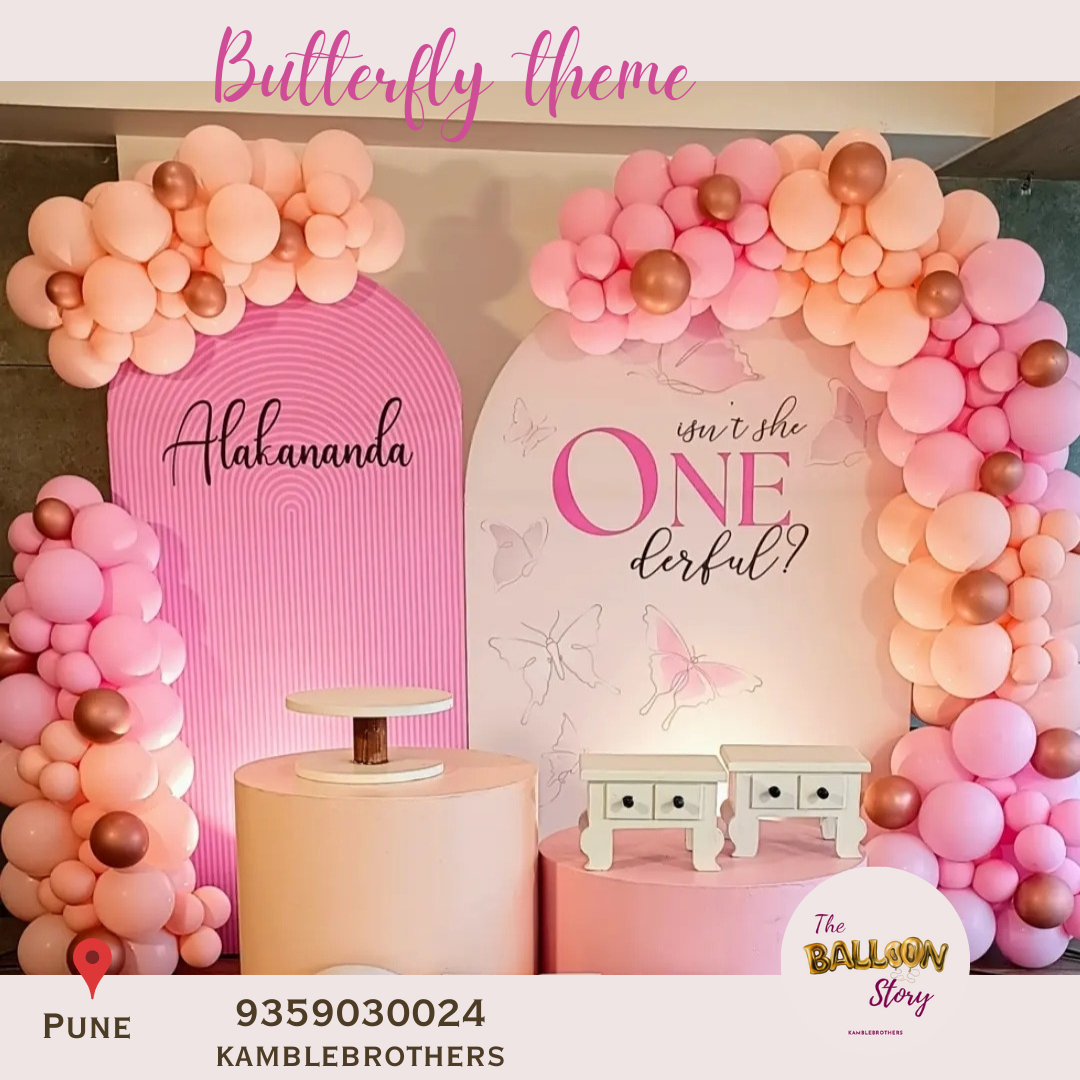 Butterfly theme
Alakananda
isn't she
ONE
derful?
The
BALLOON
Story
KAMBLEBROTHERS
PUNE
9359030024
KAMBLEBROTHERS